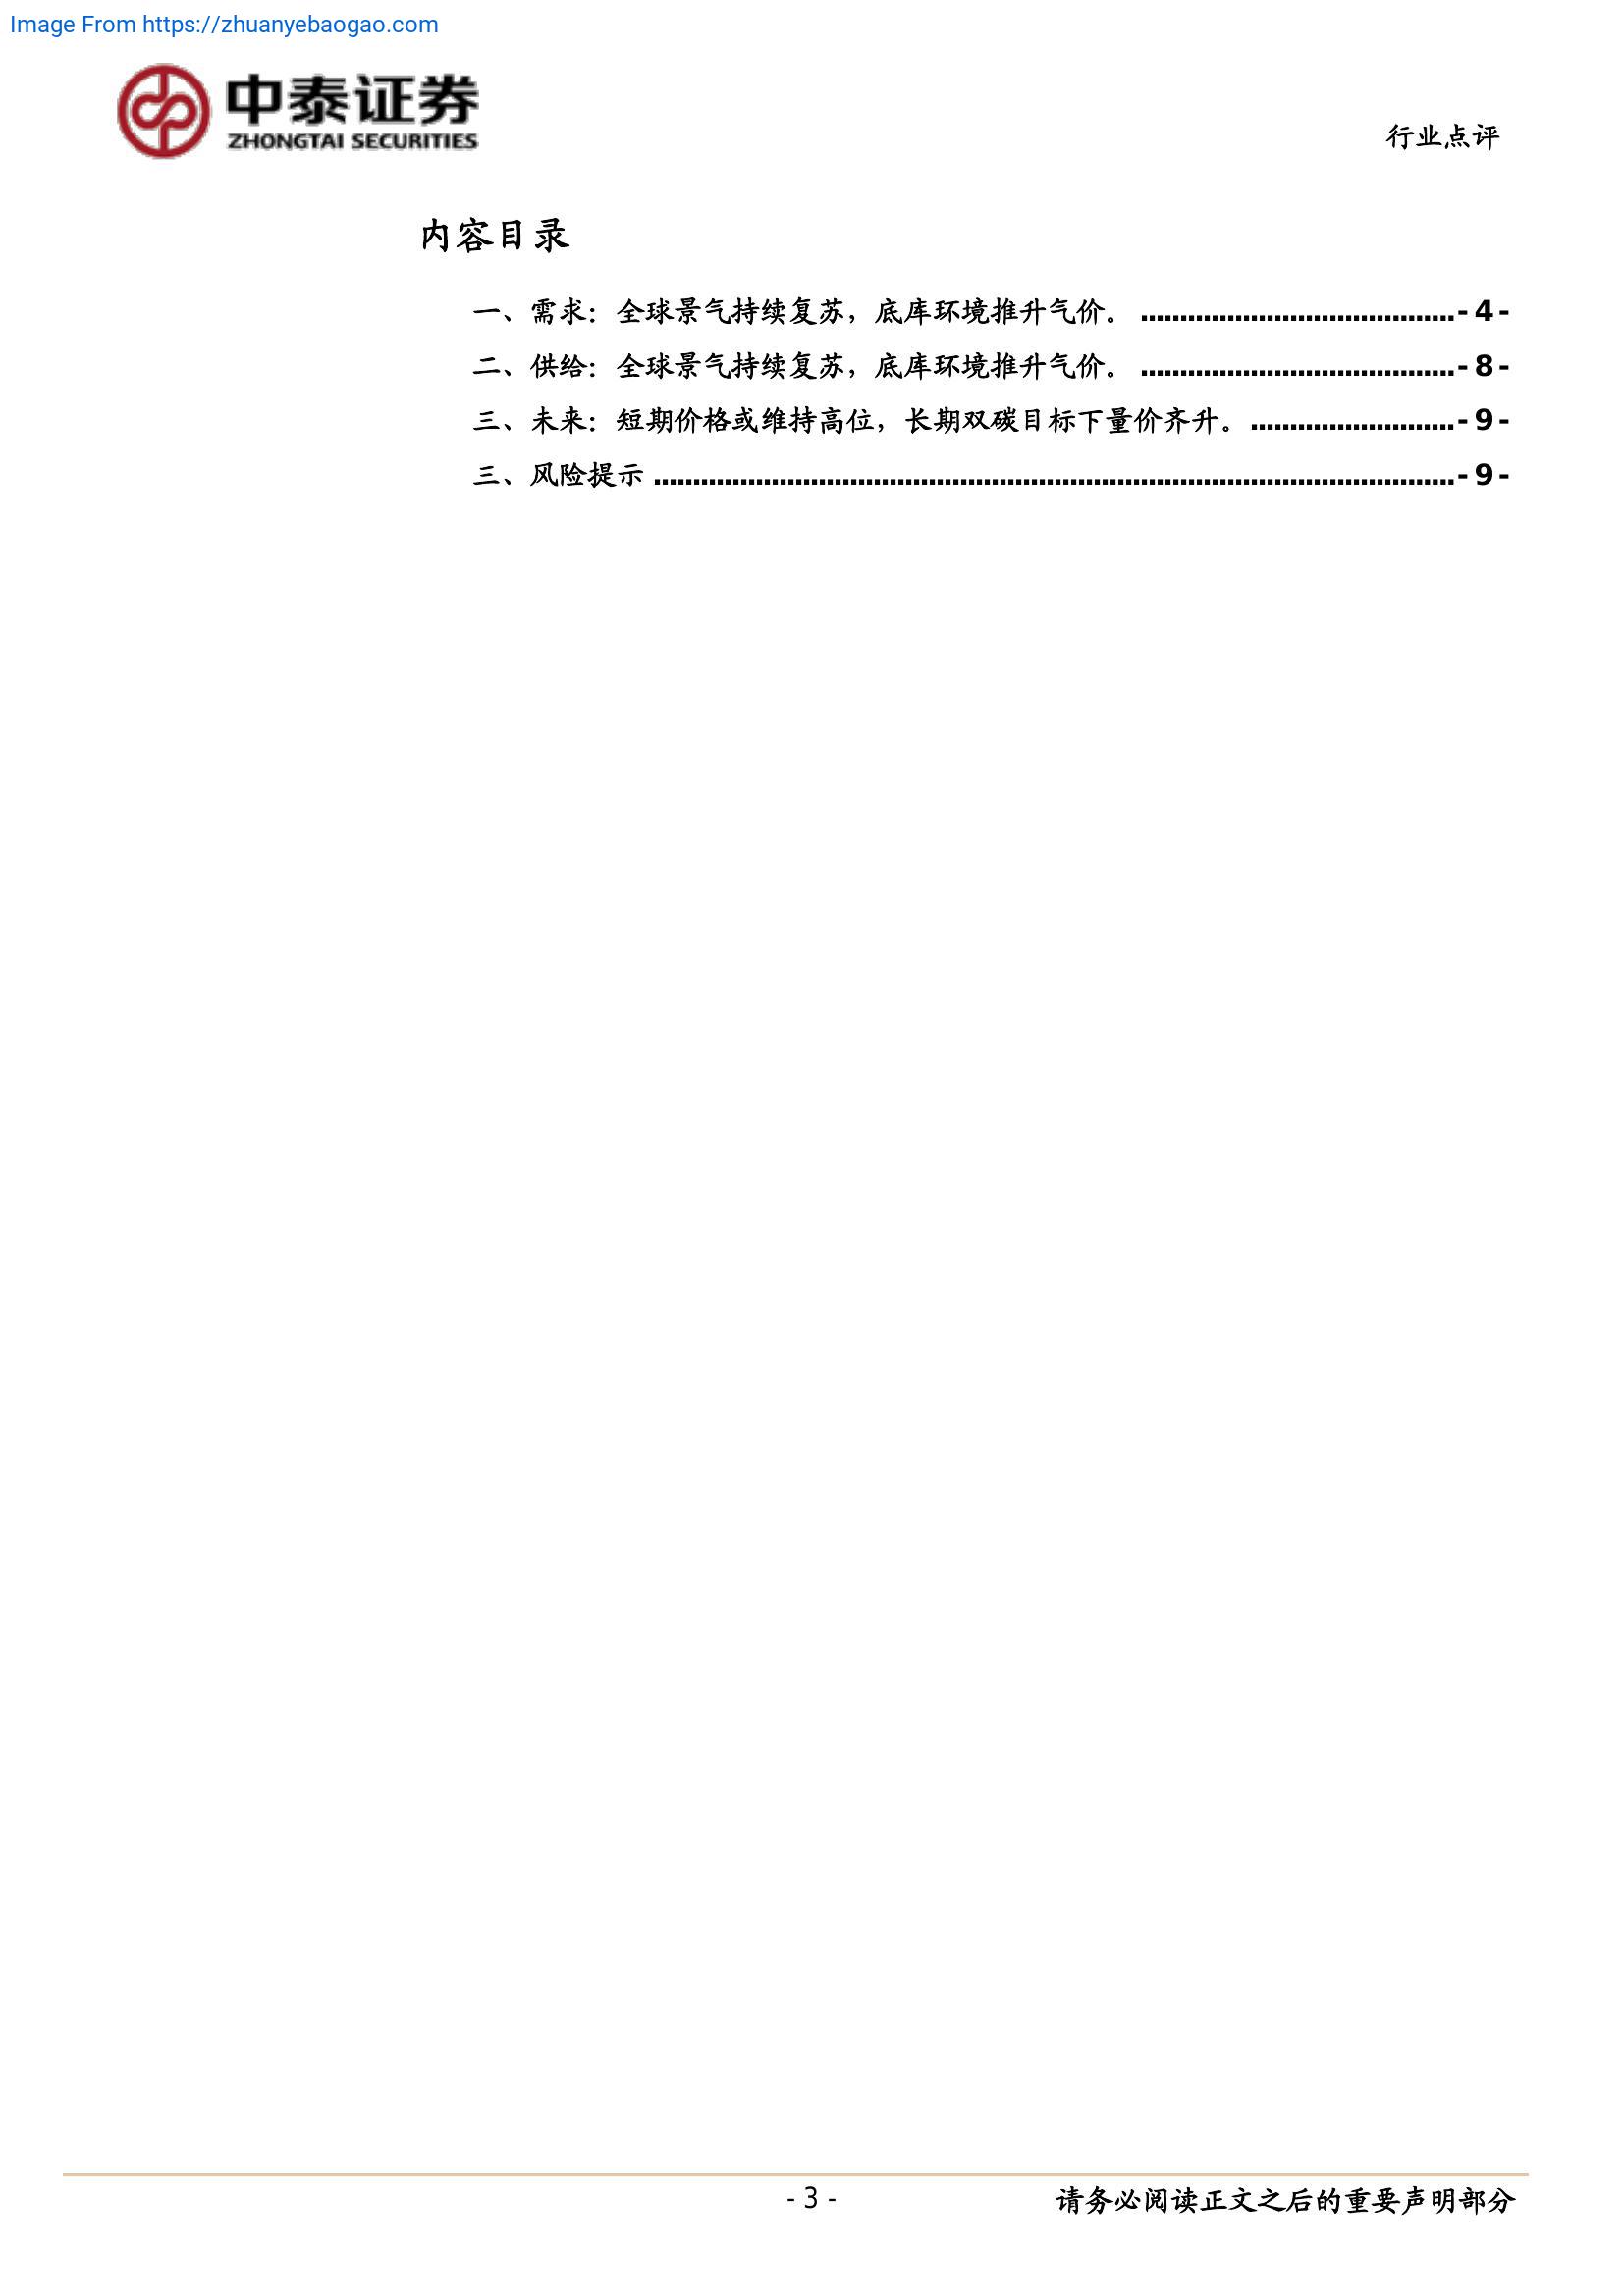 Image From https://zhuanyebaogao.com
中泰证券
ZHONGTAI SECURITIES
行业点评
内容目录
一、需求：全球景气持续复苏，底库环境推升气价。 ........................................- 4 -
二、供给：全球景气持续复苏，底库环境推升气价。 ........................................- 8 -
三、未来：短期价格或维持高位，长期双碳目标下量价齐升。 ..........................- 9 -
三、风险提示 ......................................................................................................- 9 -
- 3 -
请务必阅读正文之后的重要声明部分